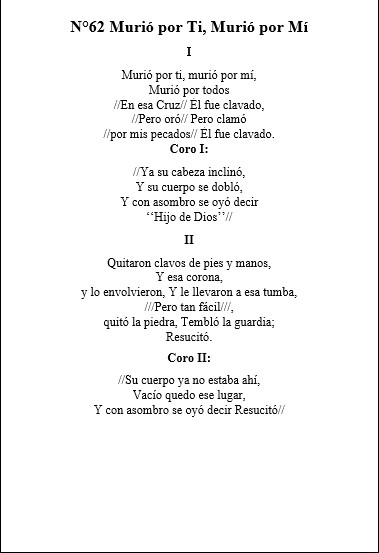 N°62 Murió por Ti, Murió por Mí
I
Murió por ti, murió por mí,
Murió por todos
//En esa Cruz// Él fue clavado,
//Pero oró// Pero clamó
//por mis pecados// Él fue clavado.
Coro I:
//Ya su cabeza inclinó,
Y su cuerpo se dobló,
Y con asombro se oyó decir
‘‘Hijo de Dios’’//
II
Quitaron clavos de pies y manos,
Y esa corona,
y lo envolvieron, Y le llevaron a esa tumba,
///Pero tan fácil///,
quitó la piedra, Tembló la guardia;
Resucitó.
Coro II:
//Su cuerpo ya no estaba ahí,
Vacío quedo ese lugar,
Y con asombro se oyó decir Resucitó//